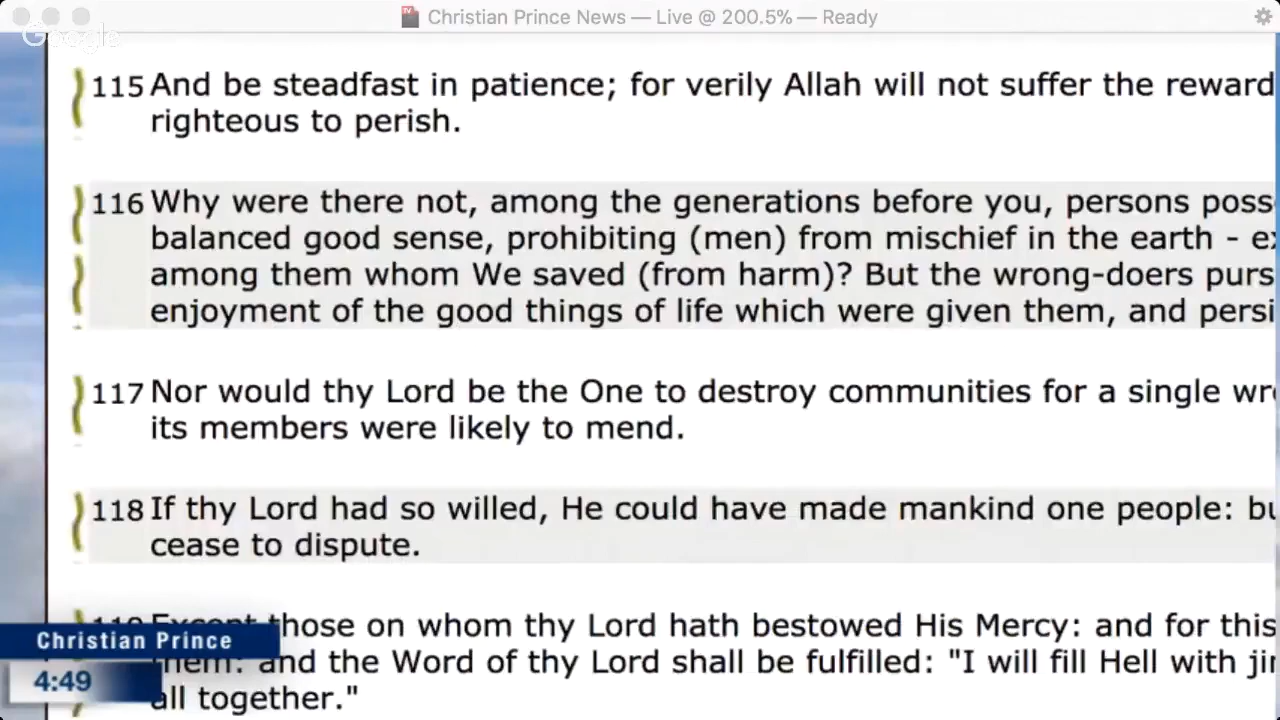 Christian Prince News — Live @ 200.5% — Ready
Google
115 And be steadfast in patience; for verily Allah will not suffer the reward
righteous to perish.
116 Why were there not, among the generations before you, persons
balanced good sense, prohibiting (men) from mischief in the earth -
among them whom We saved (from harm)? But the wrong-doers
enjoyment of the good things of life which were given them, and
117 Nor would thy Lord be the One to destroy communities for a single
its members were likely to mend.
118 If thy Lord had so willed, He could have made mankind one people:
cease to dispute.
119 Except those on whom thy Lord hath bestowed His Mercy: and for this
them: and the Word of thy Lord shall be fulfilled: "I will fill Hell with
all together."
Christian Prince
4:49